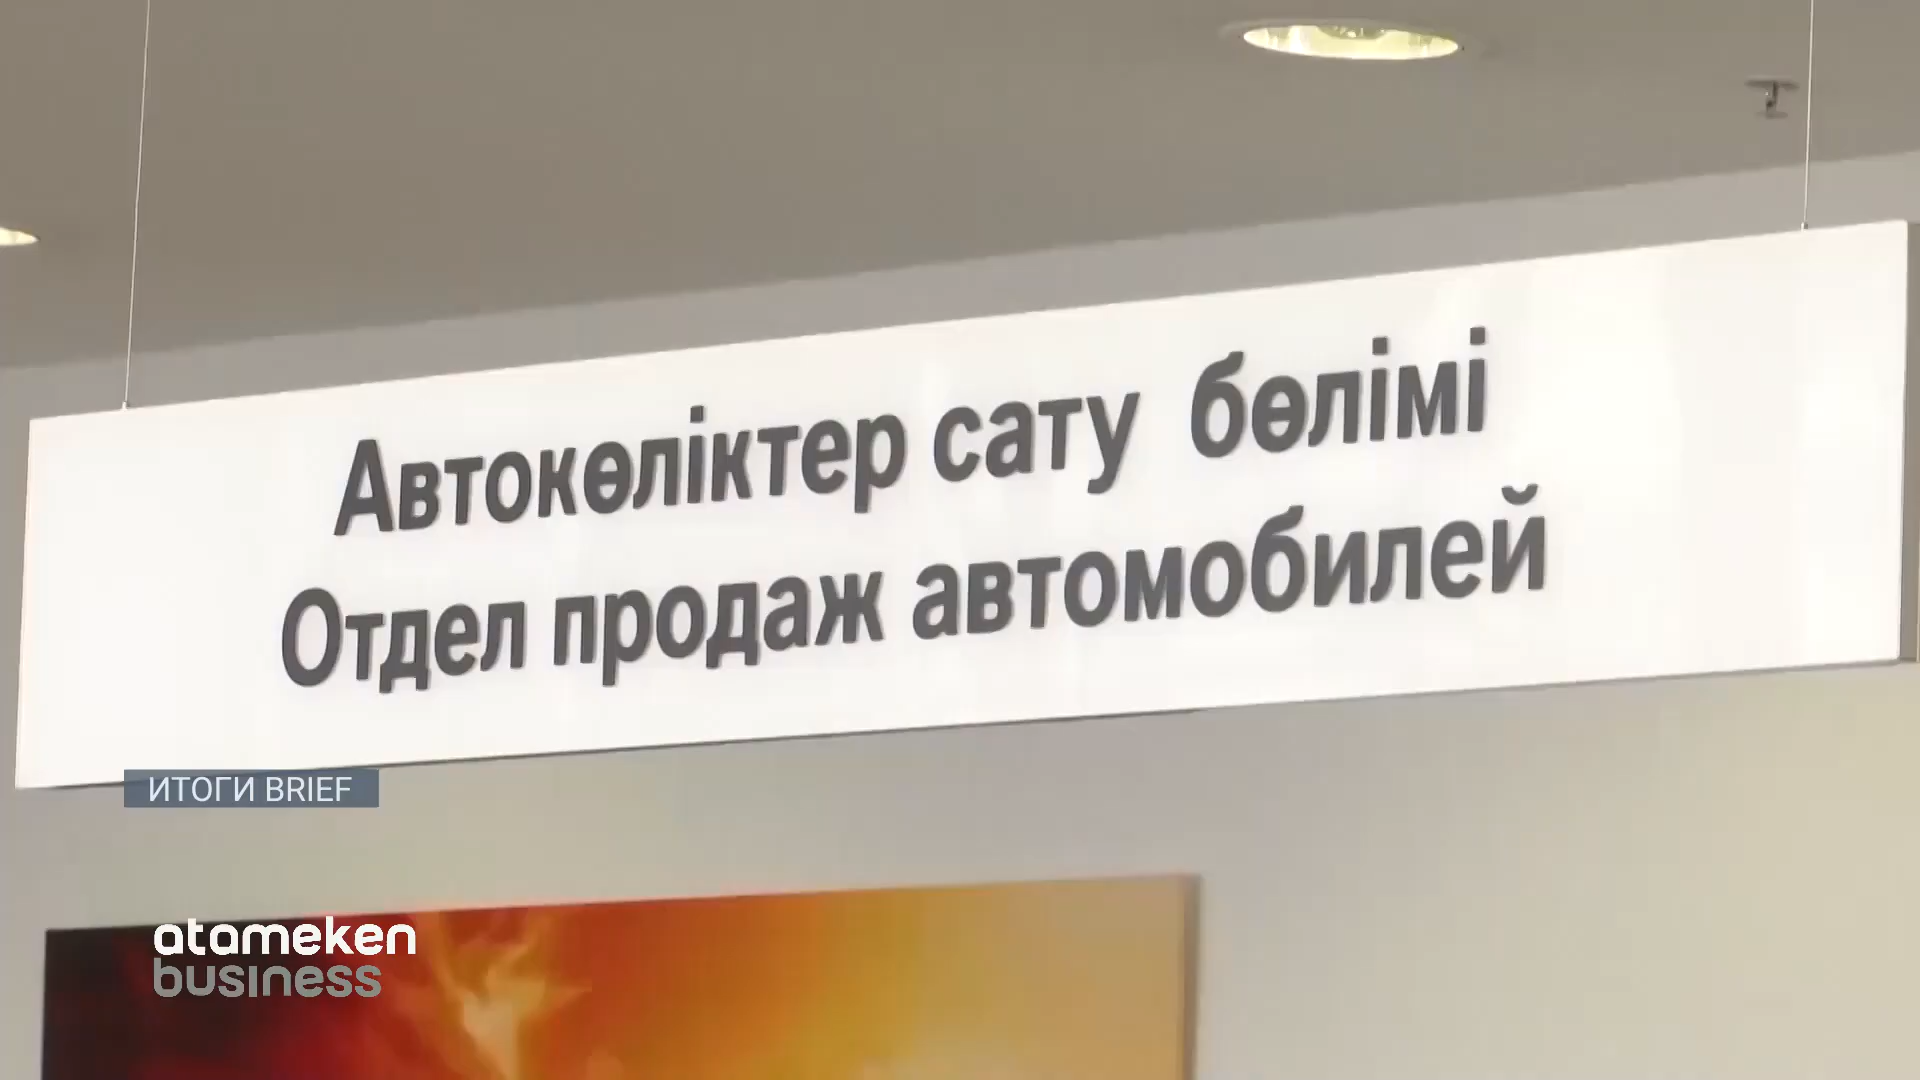 Автокөліктер сату бөлімі
Отдел продаж автомобилей
ИТОГИ BRIEF
atameken
business